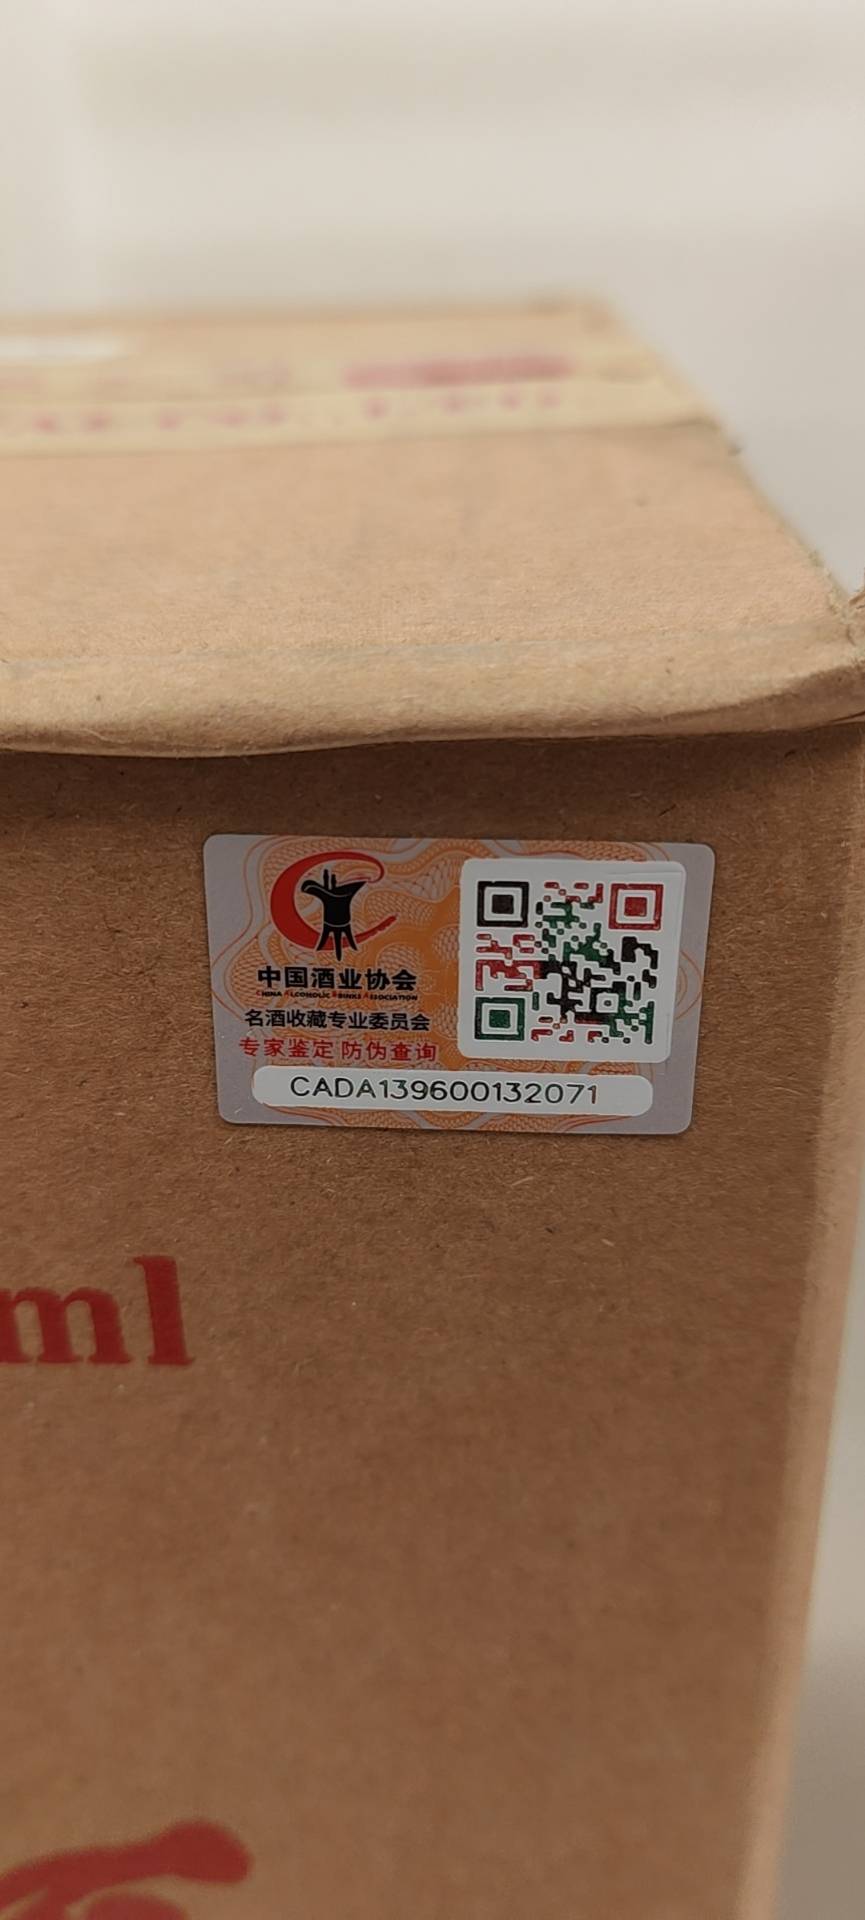 中国酒业协会
CHINA ALCOHOLIC DRINKS ASSOCIATION
名酒收藏专业委员会
专家鉴定 防伪查询
CADA139600132071
ml